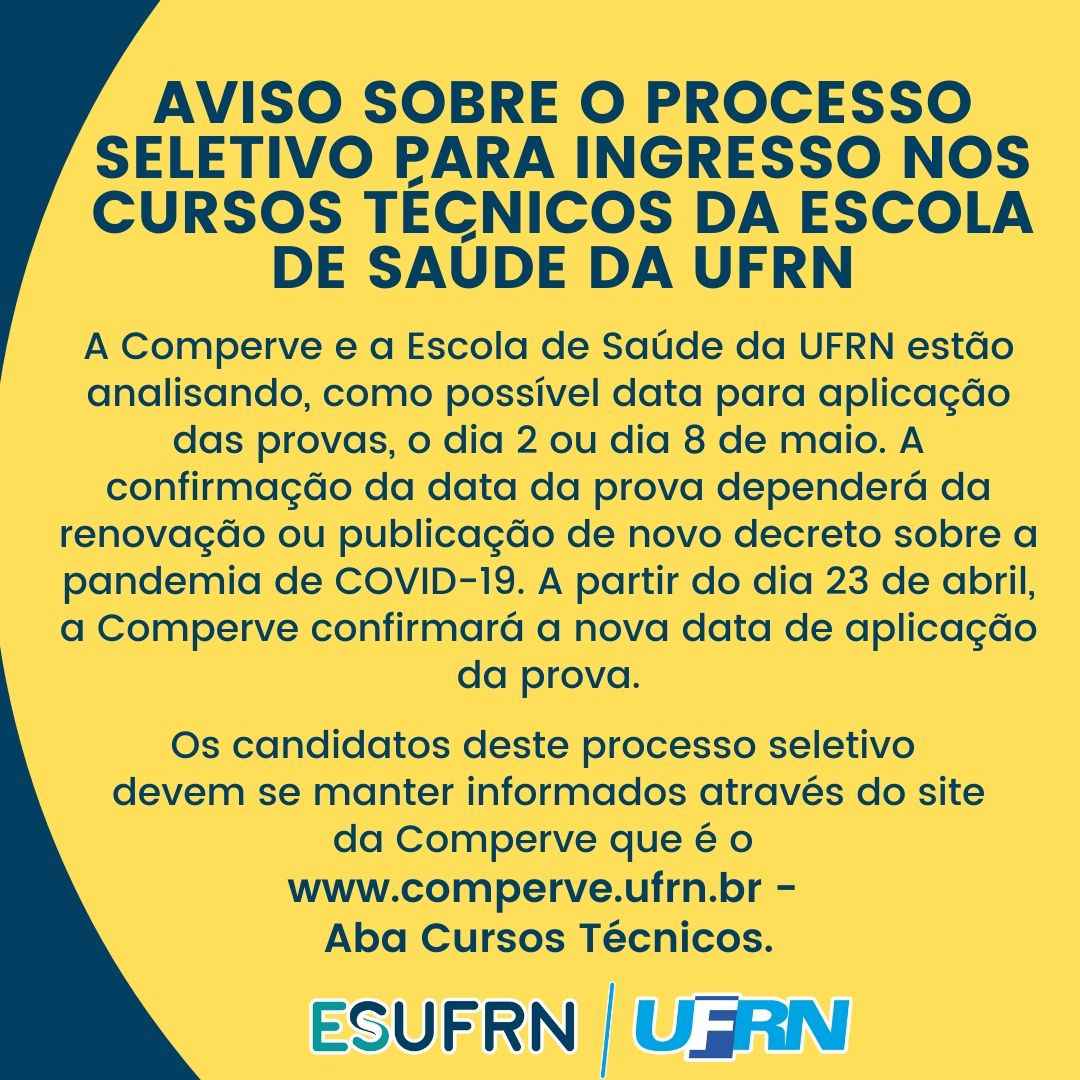 AVISO SOBRE O PROCESSO
SELETIVO PARA INGRESSO NOS
CURSOS TÉCNICOS DA ESCOLA
DE SAÚDE DA UFRN
A Comperve e a Escola de Saúde da UFRN estão
analisando, como possível data para aplicação
das provas, o dia 2 ou dia 8 de maio. A
confirmação da data da prova dependerá da
renovação ou publicação de novo decreto sobre a
pandemia de COVID-19. A partir do dia 23 de abril,
a Comperve confirmará a nova data de aplicação
da prova.
Os candidatos deste processo seletivo
devem se manter informados através do site
da Comperve que é o
www.comperve.ufrn.br -
Aba Cursos Técnicos.
ESUFRN UFRN